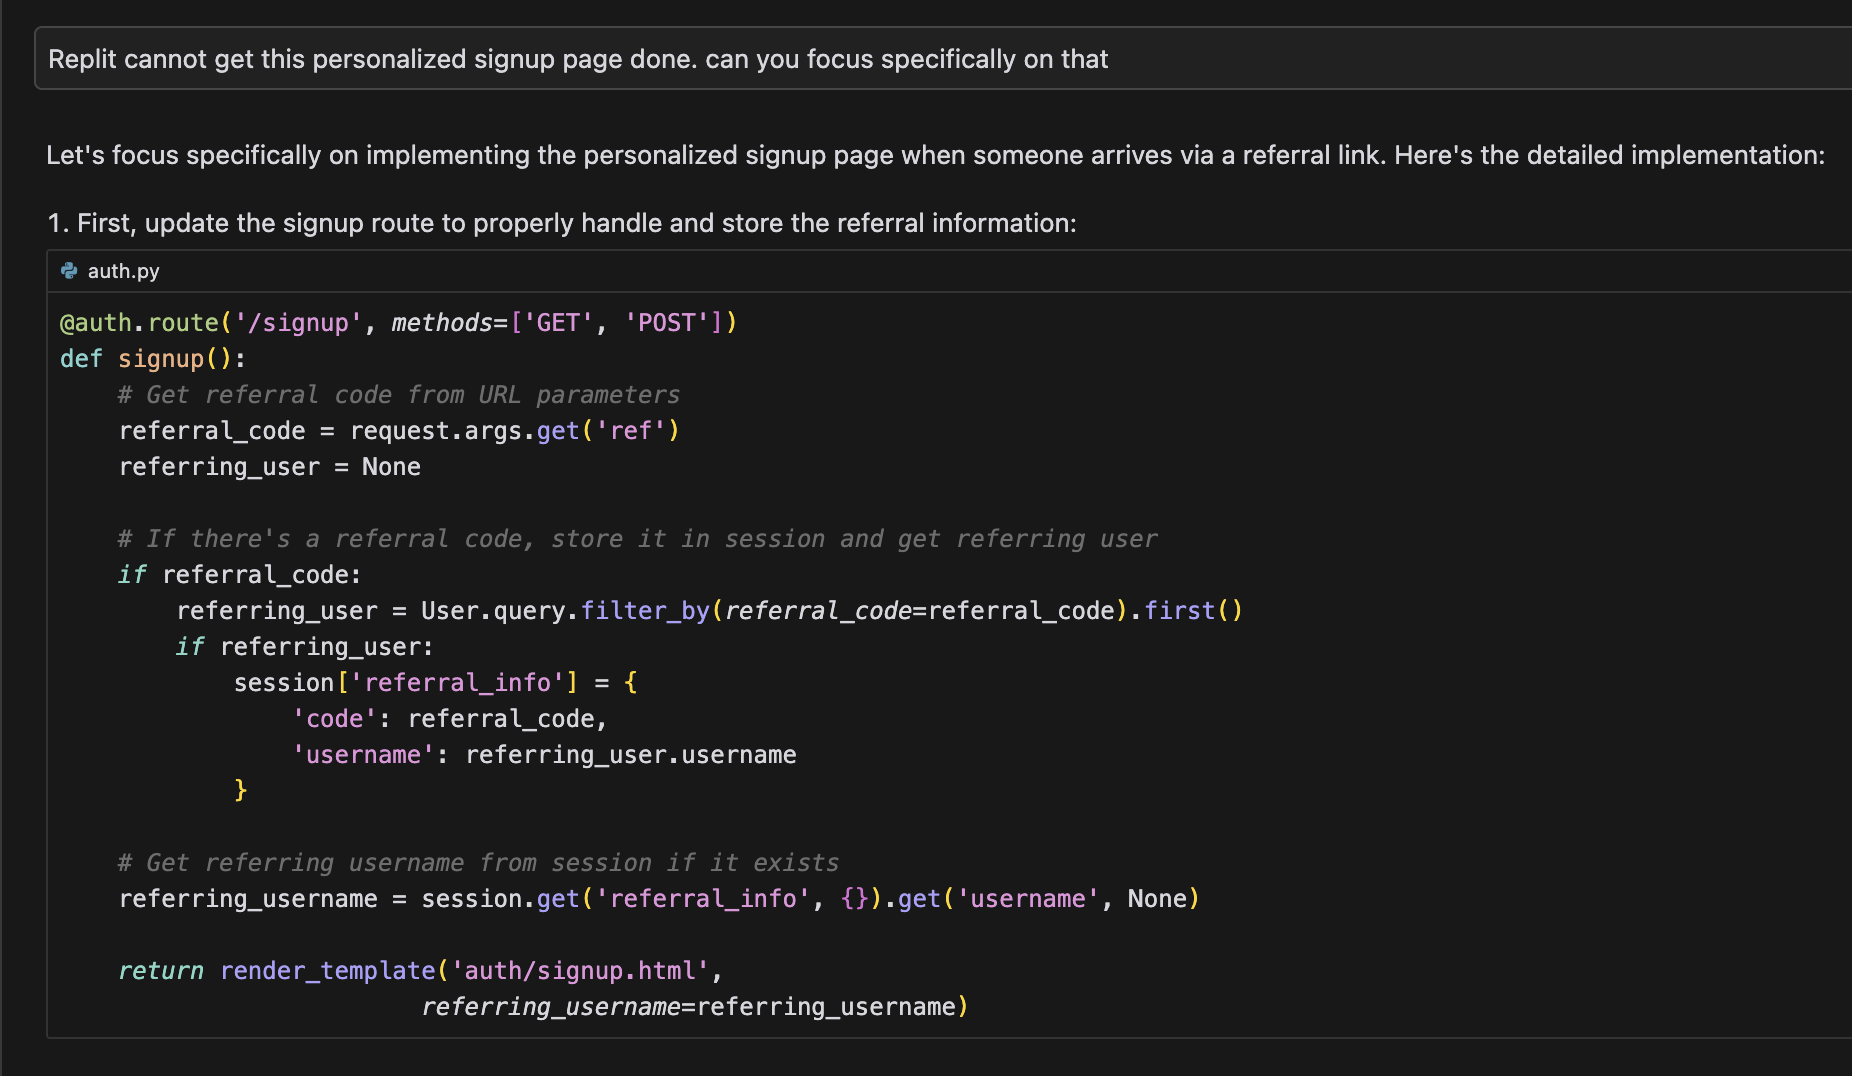 Replit cannot get this personalized signup page done. can you focus specifically on that
Let's focus specifically on implementing the personalized signup page when someone arrives via a referral link. Here's the detailed implementation:
1. First, update the signup route to properly handle and store the referral information:
auth.py
@auth.route('/signup', methods=['GET', 'POST'])
def signup():
    # Get referral code from URL parameters
    referral_code = request.args.get('ref')
    referring_user = None

    # If there's a referral code, store it in session and get referring user
    if referral_code:
        referring_user = User.query.filter_by(referral_code=referral_code).first()
        if referring_user:
            session['referral_info'] = {
                'code': referral_code,
                'username': referring_user.username
            }

    # Get referring username from session if it exists
    referring_username = session.get('referral_info', {}).get('username', None)

    return render_template('auth/signup.html',
                         referring_username=referring_username)